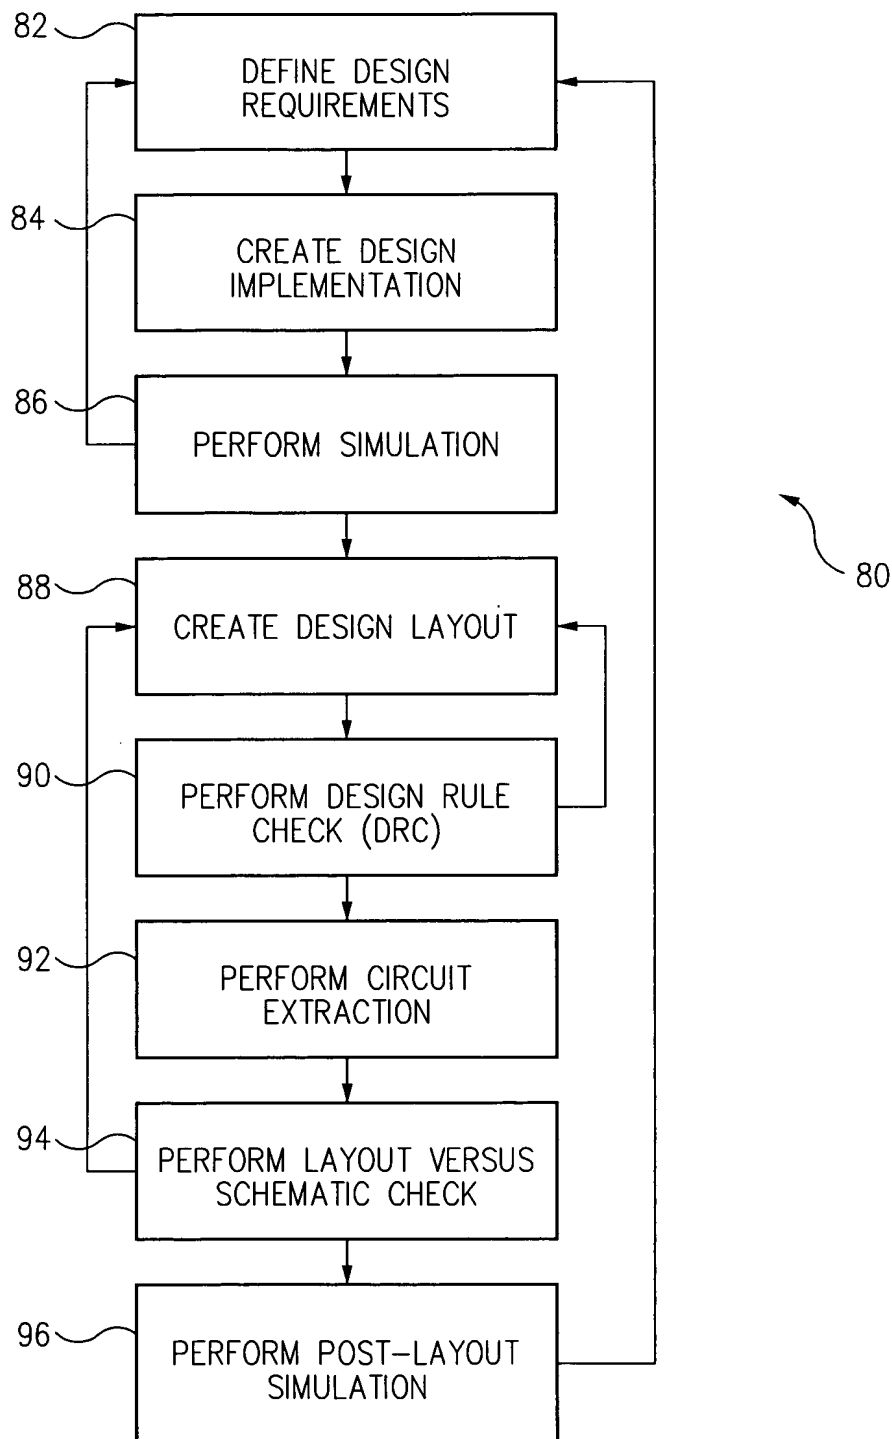 82
DEFINE DESIGN
REQUIREMENTS
84
CREATE DESIGN
IMPLEMENTATION
86
PERFORM SIMULATION
80
88
CREATE DESIGN LAYOUT
90
PERFORM DESIGN RULE
CHECK (DRC)
92
PERFORM CIRCUIT
EXTRACTION
94
PERFORM LAYOUT VERSUS
SCHEMATIC CHECK
96
PERFORM POST-LAYOUT
SIMULATION